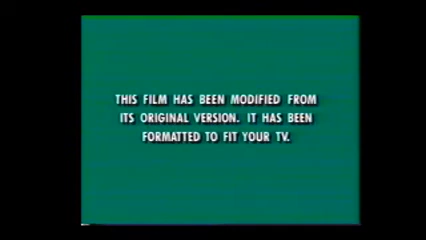 THIS FILM HAS BEEN MODIFIED FROM
ITS ORIGINAL VERSION. IT HAS BEEN
FORMATTED TO FIT YOUR TV.